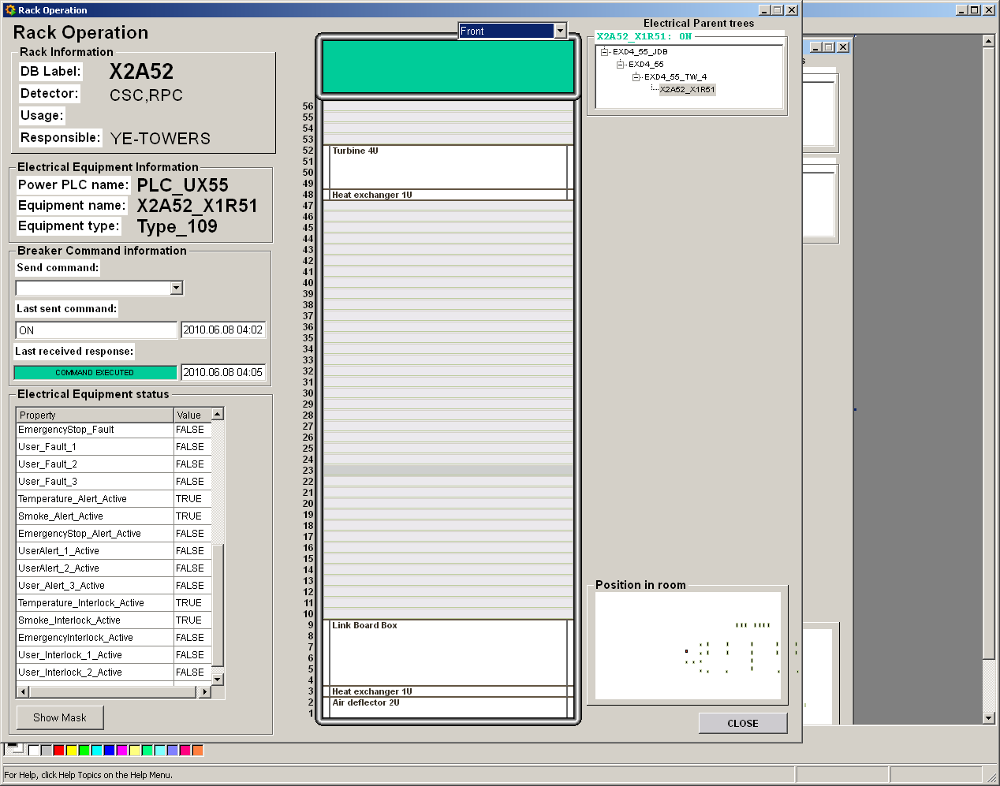 Rack Operation
Rack Operation
Rack Information
DB Label: X2A52
Detector: CSC,RPC
Usage:
Responsible: YE-TOWERS
Electrical Equipment Information
Power PLC name: PLC_UX55
Equipment name: X2A52_X1R51
Equipment type: Type_109
Breaker Command information
Send command:
Last sent command:
ON 2010.06.08 04:02
Last received response:
COMMAND EXECUTED 2010.06.08 04:05
Electrical Equipment status
Property Value
EmergencyStop_Fault FALSE
User_Fault_1 FALSE
User_Fault_2 FALSE
User_Fault_3 FALSE
Temperature_Alert_Active TRUE
Smoke_Alert_Active TRUE
EmergencyStop_Alert_Active FALSE
UserAlert_1_Active FALSE
UserAlert_2_Active FALSE
User_Alert_3_Active FALSE
Temperature_Interlock_Active TRUE
Smoke_Interlock_Active TRUE
EmergencyInterlock_Active FALSE
User_Interlock_1_Active FALSE
User_Interlock_2_Active FALSE
Show Mask
Front
56
55
54
53
52 Turbine 4U
51
50
49
48 Heat exchanger 1U
47
46
45
44
43
42
41
40
39
38
37
36
35
34
33
32
31
30
29
28
27
26
25
24
23
22
21
20
19
18
17
16
15
14
13
12
11
10
9 Link Board Box
8
7
6
5
4
3 Heat exchanger 1U
2 Air deflector 2U
1
Electrical Parent trees
X2A52_X1R51: ON
EXD4_55_JDB
EXD4_55
EXD4_55_TW_4
X2A52_X1R51
Position in room
CLOSE
s
For Help, click Help Topics on the Help Menu.